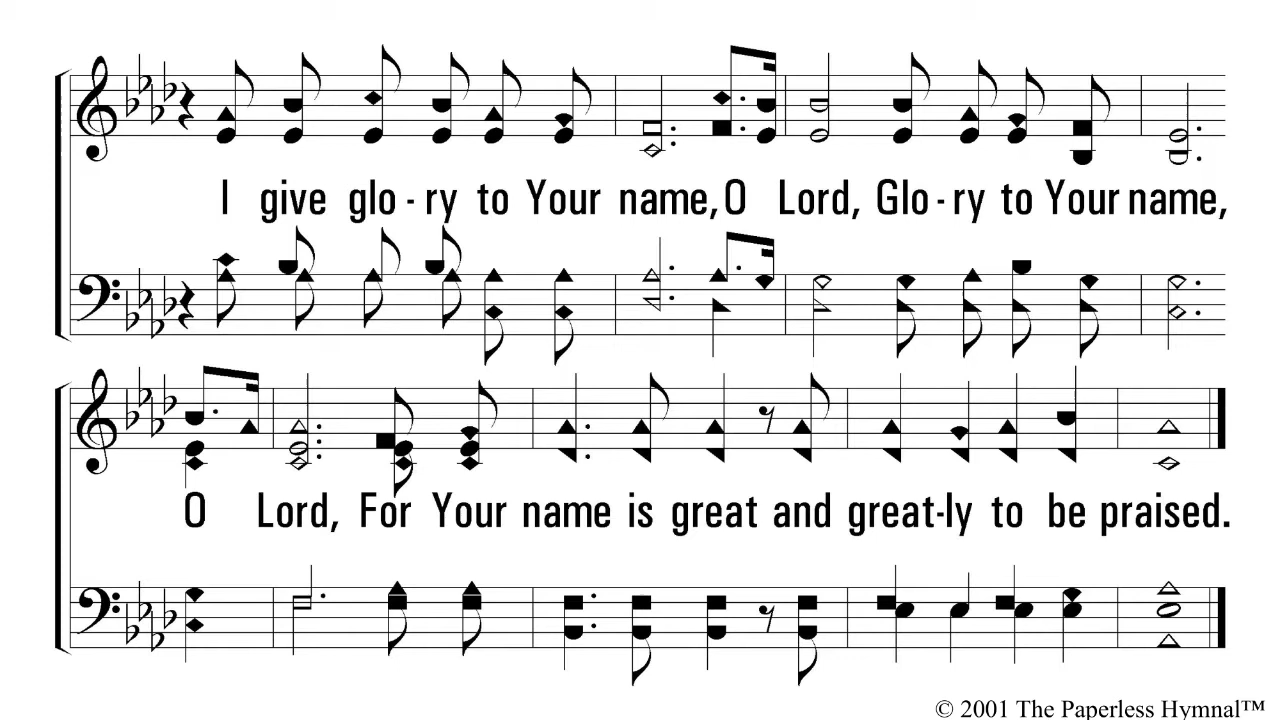 I give glo - ry to Your name, O Lord, Glo - ry to Your name,
O Lord, For Your name is great and great-ly to be praised.
© 2001 The Paperless Hymnal™